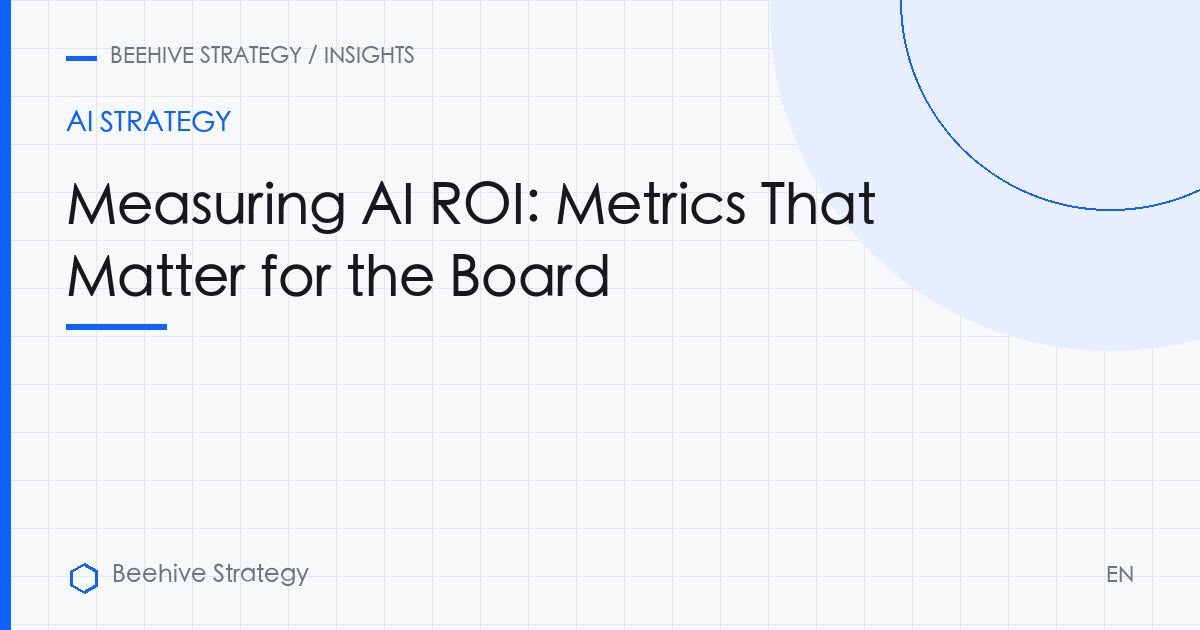 BEEHIVE STRATEGY / INSIGHTS
AI STRATEGY
Measuring AI ROI: Metrics That
Matter for the Board
Beehive Strategy
EN